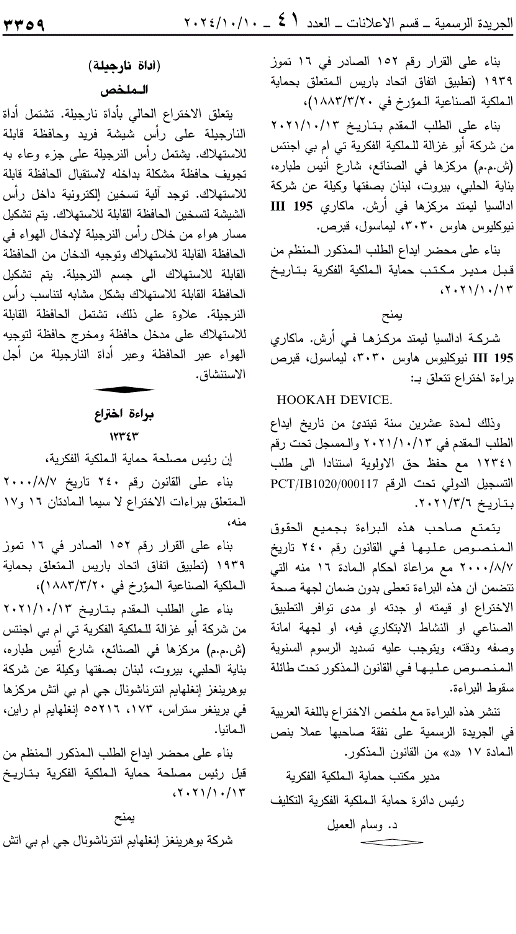 الجريدة الرسمية ـ قسم الاعلانات ـ العدد ٤١ ـ ٢٠٢٤/١٠/١٠
٣٣٥٩
بناء على القرار رقم ١٥٢ الصادر في ١٦ تموز
١٩٣٩ (تطبيق اتفاق اتحاد باريس المتعلق بحماية
الملكية الصناعية المؤرخ في ١٨٨٣/٣/٢٠)،
بناء على الطلب المقدم بتاريخ ٢٠٢١/١٠/١٣
من شركة أبو غزالة للملكية الفكرية تي ام بي اجنتس
(ش.م.م) مركزها في الصنائع، شارع أنيس طباره،
بناية الحلبي، بيروت، لبنان بصفتها وكيلة عن شركة
ادالسيا ليمتد مركزها في أرش. ماكاري 195 III
نيوكليوس هاوس ٣٠٣٠، ليماسول، قبرص.
بناء على محضر ايداع الطلب المذكور المنظم من
قبل مدير مكتب حماية الملكية الفكرية بتاريخ
٢٠٢١/١٠/١٣،
يمنح
شركة ادالسيا ليمتد مركزها في أرش. ماكاري
195 III نيوكليوس هاوس ٣٠٣٠، ليماسول، قبرص
براءة اختراع تتعلق بـ:
HOOKAH DEVICE.
وذلك لمدة عشرين سنة تبتدئ من تاريخ ايداع
الطلب المقدم في ٢٠٢١/١٠/١٣ والمسجل تحت رقم
١٢٣٤١ مع حفظ حق الاولوية استنادا الى طلب
التسجيل الدولي تحت الرقم PCT/IB1020/000117
بتاريخ ٢٠٢١/٣/٦.
يتمتع صاحب هذه البراءة بجميع الحقوق
المنصوص عليها في القانون رقم ٢٤٠ تاريخ
٢٠٠٠/٨/٧ مع مراعاة أحكام المادة ١٦ منه التي
تتضمن ان هذه البراءة تعطى بدون ضمان لجهة صحة
الاختراع او قيمته او جدته او مدى توافر التطبيق
الصناعي او النشاط الابتكاري فيه، او لجهة امانة
وصفه ودقته، ويتوجب عليه تسديد الرسوم السنوية
المنصوص عليها في القانون المذكور تحت طائلة
سقوط البراءة.
تنشر هذه البراءة مع ملخص الاختراع باللغة العربية
في الجريدة الرسمية على نفقة صاحبها عملا بنص
المادة ١٧ «د» من القانون المذكور.
مدير مكتب حماية الملكية الفكرية
رئيس دائرة حماية الملكية الفكرية التكليف
د. وسام العميل
(أداة نارجيلة)
الملخص
يتعلق الاختراع الحالي بأداة نارجيلة. تشتمل أداة
النارجيلة على رأس شيشة فريد وحافظة قابلة
للاستهلاك. يشتمل رأس النرجيلة على جزء وعاء به
تجويف حافظة مشكلة بداخله لاستقبال الحافظة قابلة
للاستهلاك. توجد آلية تسخين إلكترونية داخل رأس
الشيشة لتسخين الحافظة القابلة للاستهلاك. يتم تشكيل
مسار هواء من خلال رأس النرجيلة لإدخال الهواء في
الحافظة القابلة للاستهلاك وتوجيه الدخان من الحافظة
القابلة للاستهلاك الى جسم النرجيلة. يتم تشكيل
الحافظة القابلة للاستهلاك بشكل مشابه لتناسب رأس
النرجيلة. علاوة على ذلك، تشتمل الحافظة القابلة
للاستهلاك على مدخل حافظة ومخرج حافظة لتوجيه
الهواء عبر الحافظة وعبر أداة النارجيلة من أجل
الاستنشاق.
براءة اختراع
١٢٣٤٣
إن رئيس مصلحة حماية الملكية الفكرية،
بناء على القانون رقم ٢٤٠ تاريخ ٢٠٠٠/٨/٧
المتعلق ببراءات الاختراع لا سيما المادتان ١٦ و١٧
منه،
بناء على القرار رقم ١٥٢ الصادر في ١٦ تموز
١٩٣٩ (تطبيق اتفاق اتحاد باريس المتعلق بحماية
الملكية الصناعية المؤرخ في ١٨٨٣/٣/٢٠)،
بناء على الطلب المقدم بتاريخ ٢٠٢١/١٠/١٣
من شركة أبو غزالة للملكية الفكرية تي ام بي اجنتس
(ش.م.م) مركزها في الصنائع، شارع أنيس طباره،
بناية الحلبي، بيروت، لبنان بصفتها وكيلة عن شركة
بوهرينغز إنغلهايم انترناشونال جي ام بي اتش مركزها
في برينغر ستراس، ١٧٣، ٥٥٢١٦ إنغلهايم ام راين،
المانيا.
بناء على محضر ايداع الطلب المذكور المنظم من
قبل رئيس مصلحة حماية الملكية الفكرية بتاريخ
٢٠٢١/١٠/١٣،
يمنح
شركة بوهرينغز إنغلهايم انترناشونال جي ام بي اتش